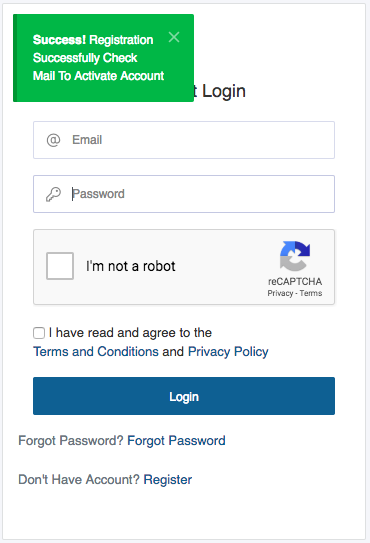 Success! Registration
Successfully Check
Mail To Activate Account
Login
Email
Password
I'm not a robot
reCAPTCHA
Privacy - Terms
I have read and agree to the
Terms and Conditions and Privacy Policy
Login
Forgot Password? Forgot Password
Don't Have Account? Register